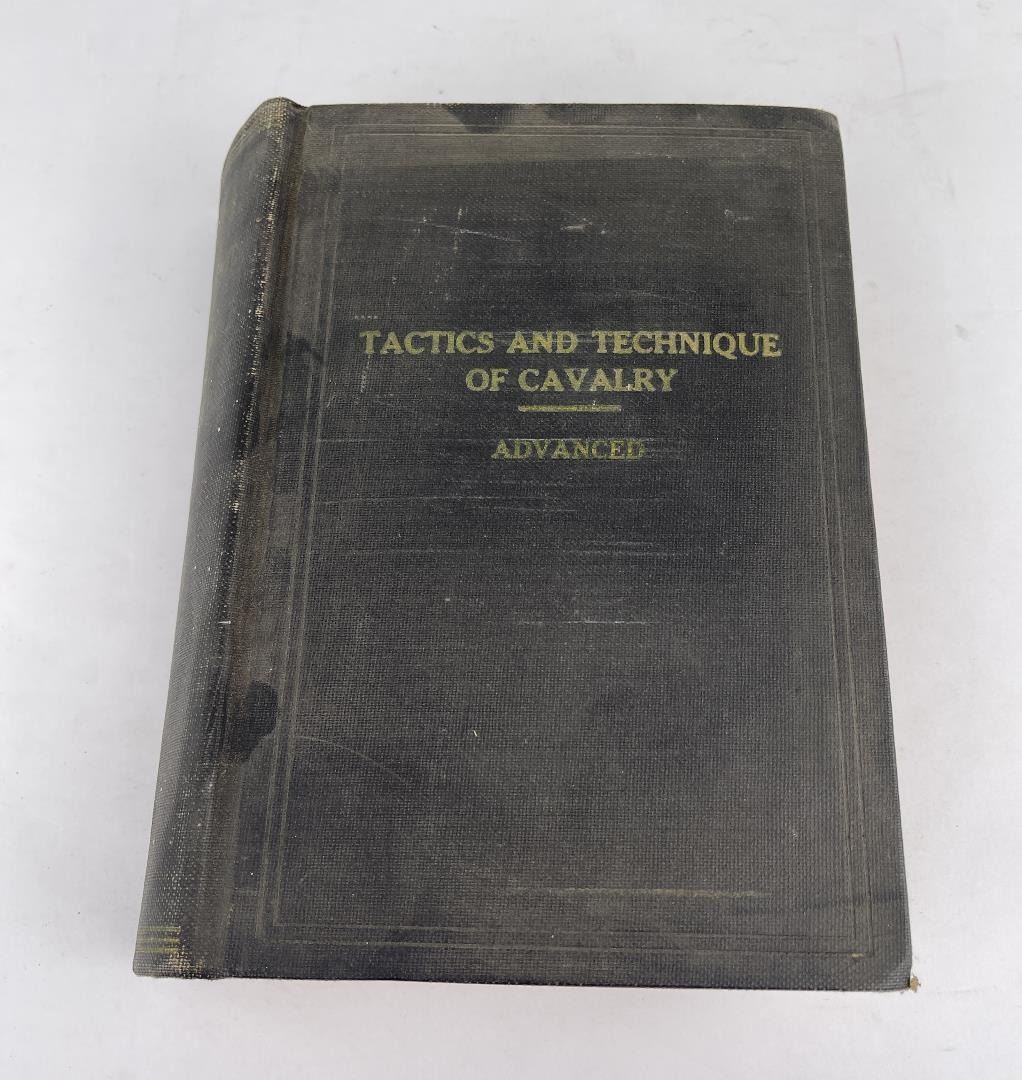 TACTICS AND TECHNIQUE
OF CAVALRY
ADVANCED